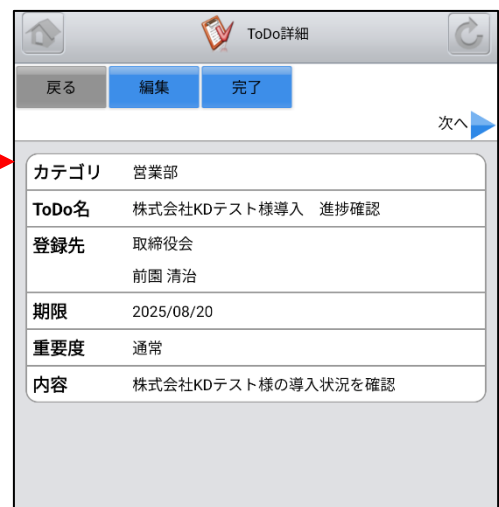 ToDo詳細
戻る 編集 完了
次へ
カテゴリ 営業部
ToDo名 株式会社KDテスト様導入　進捗確認
登録先 取締役会
前園 清治
期限 2025/08/20
重要度 通常
内容 株式会社KDテスト様の導入状況を確認